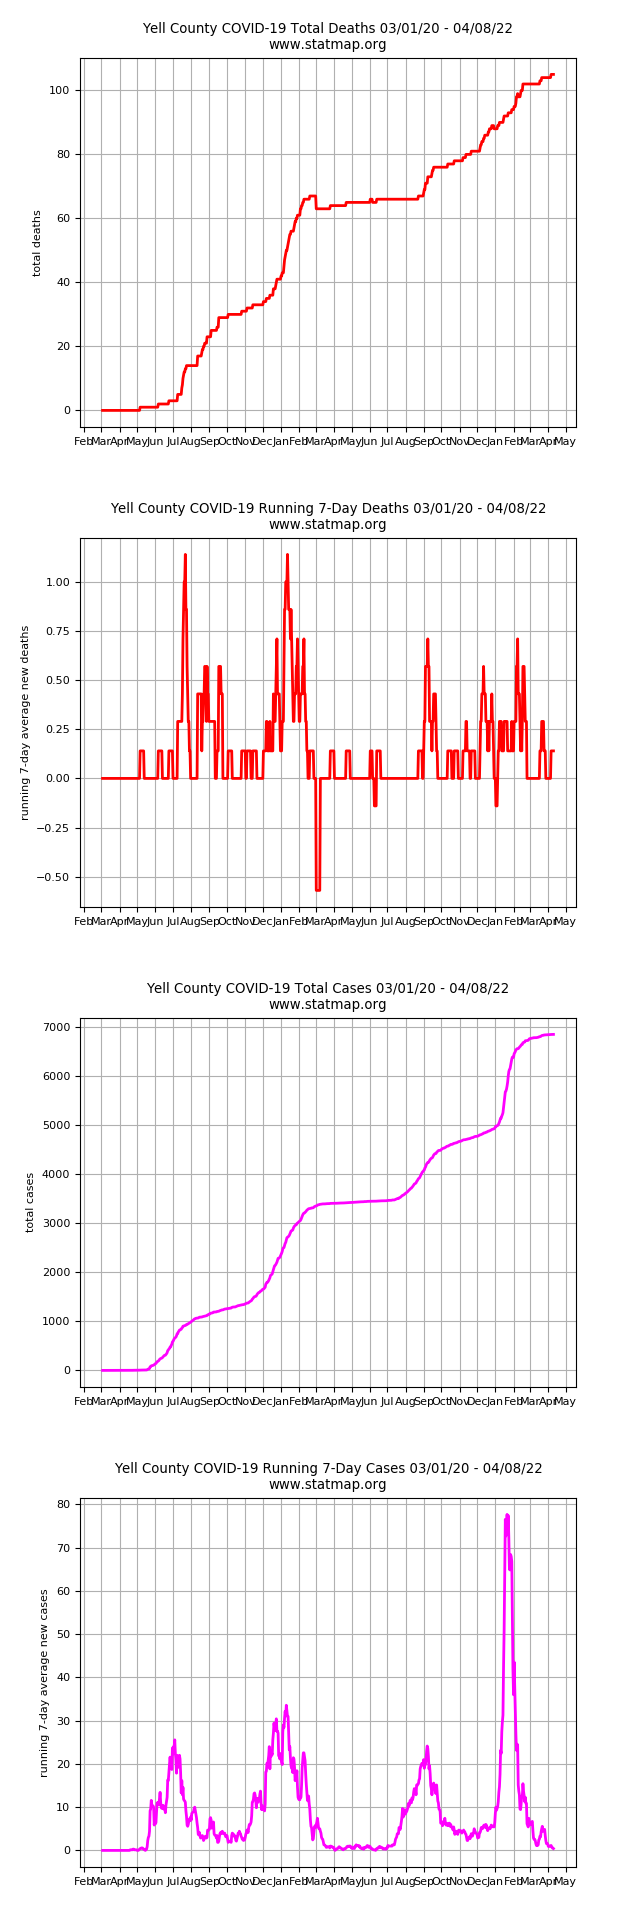 Yell County COVID-19 Total Deaths 03/01/20 - 04/08/22
www.statmap.org
100
80
60
40
20
0
total deaths
Feb Mar Apr May Jun Jul Aug Sep Oct Nov Dec Jan Feb Mar Apr May Jun Jul Aug Sep Oct Nov Dec Jan Feb Mar Apr May
Yell County COVID-19 Running 7-Day Deaths 03/01/20 - 04/08/22
www.statmap.org
1.00
0.75
0.50
0.25
0.00
−0.25
−0.50
running 7-day average new deaths
Feb Mar Apr May Jun Jul Aug Sep Oct Nov Dec Jan Feb Mar Apr May Jun Jul Aug Sep Oct Nov Dec Jan Feb Mar Apr May
Yell County COVID-19 Total Cases 03/01/20 - 04/08/22
www.statmap.org
7000
6000
5000
4000
3000
2000
1000
0
total cases
Feb Mar Apr May Jun Jul Aug Sep Oct Nov Dec Jan Feb Mar Apr May Jun Jul Aug Sep Oct Nov Dec Jan Feb Mar Apr May
Yell County COVID-19 Running 7-Day Cases 03/01/20 - 04/08/22
www.statmap.org
80
70
60
50
40
30
20
10
0
running 7-day average new cases
Feb Mar Apr May Jun Jul Aug Sep Oct Nov Dec Jan Feb Mar Apr May Jun Jul Aug Sep Oct Nov Dec Jan Feb Mar Apr May